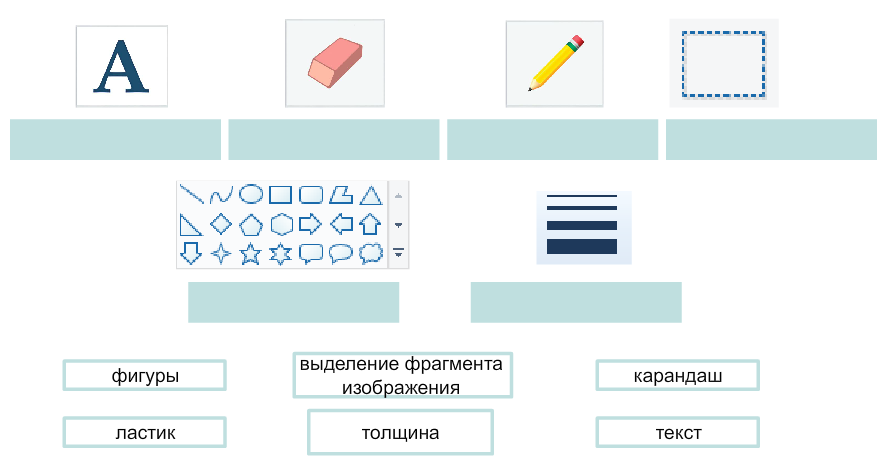 A
фигуры
выделение фрагмента
изображения
карандаш
ластик
толщина
текст